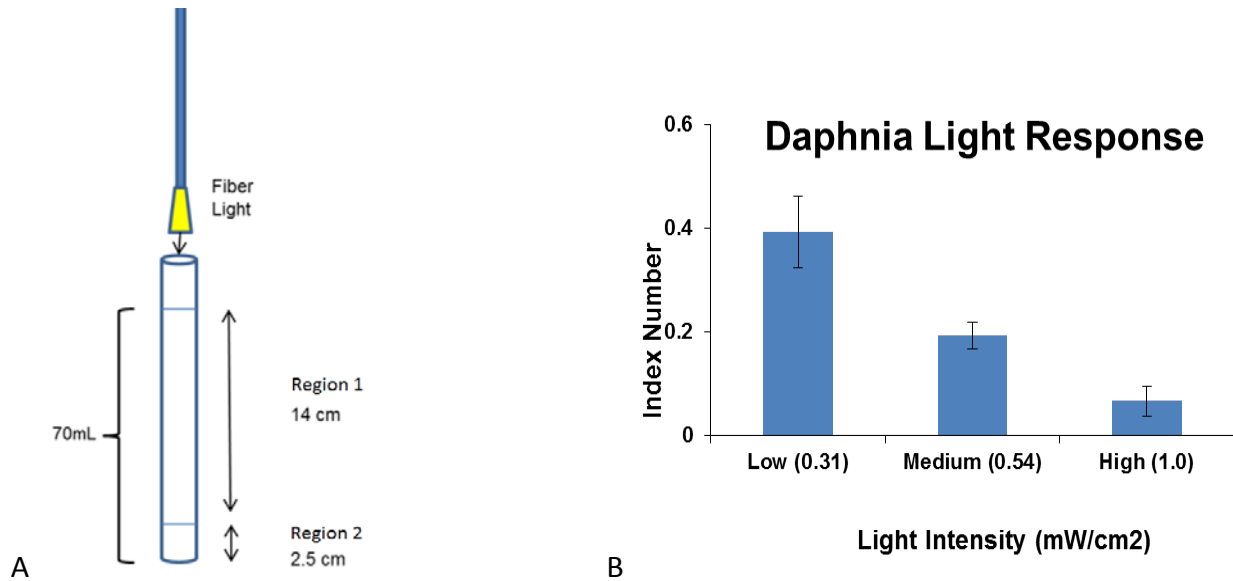 Fiber
Light
Region 1
14 cm
70mL
Region 2
2.5 cm
A
Daphnia Light Response
Index Number
0.6
0.4
0.2
0
Low (0.31)
Medium (0.54)
High (1.0)
Light Intensity (mW/cm2)
B